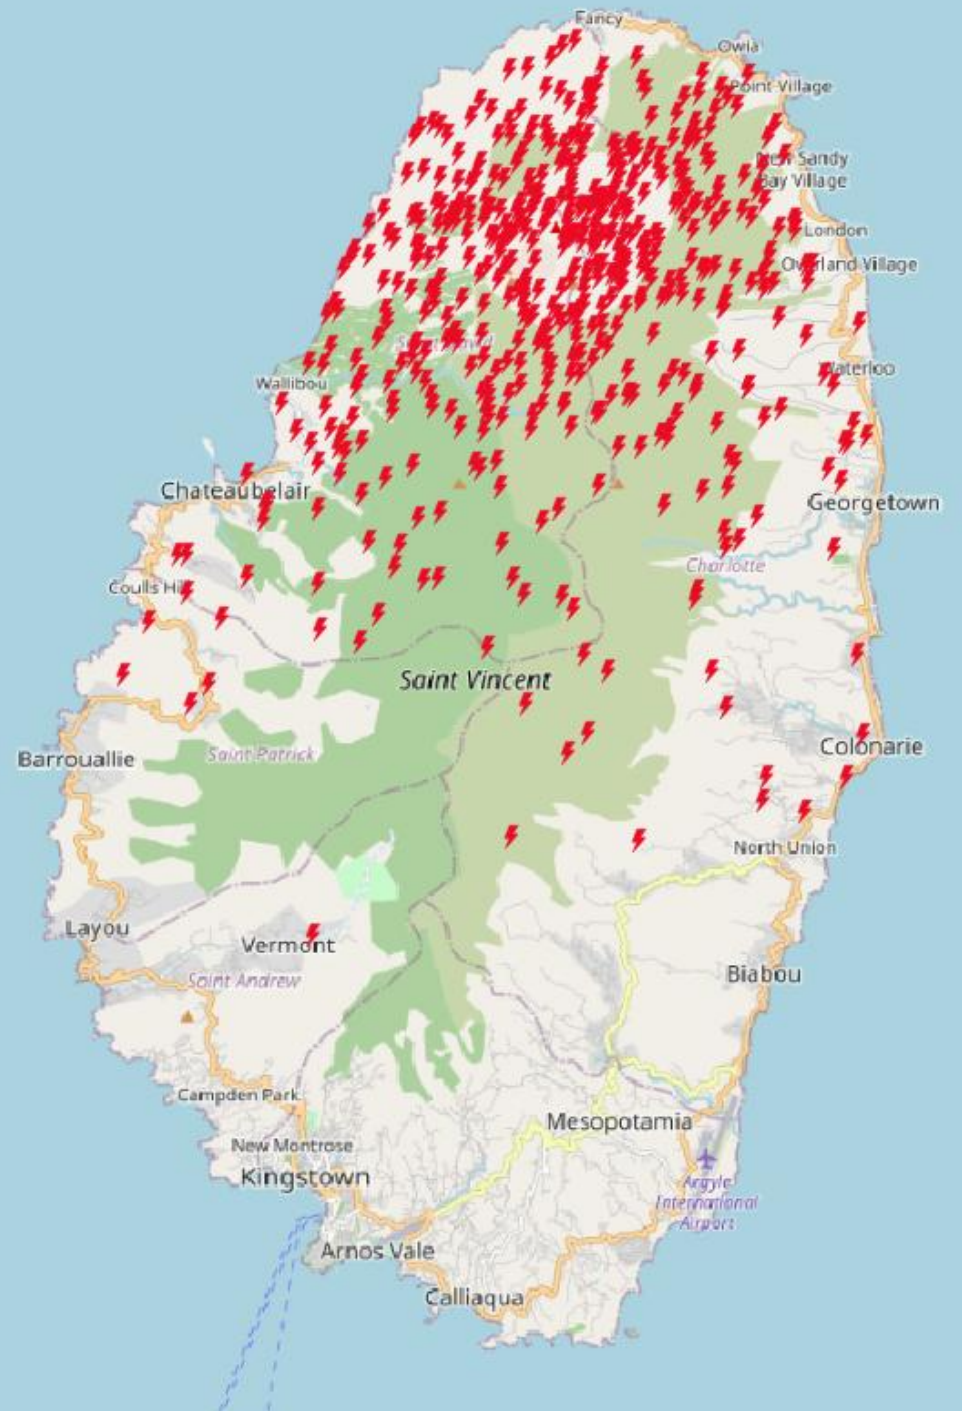 Fancy
Owia
Point Village
New Sandy
Bay Village
London
Overland Village
Waterloo
Wallibou
Chateaubelair
Georgetown
Charlotte
Coulls Hill
Saint Vincent
Saint Patrick
Barrouallie
Colonarie
North Union
Layou
Vermont
Saint Andrew
Biabou
Campden Park
Mesopotamia
New Montrose
Kingstown
Argyle
International
Airport
Arnos Vale
Calliaqua